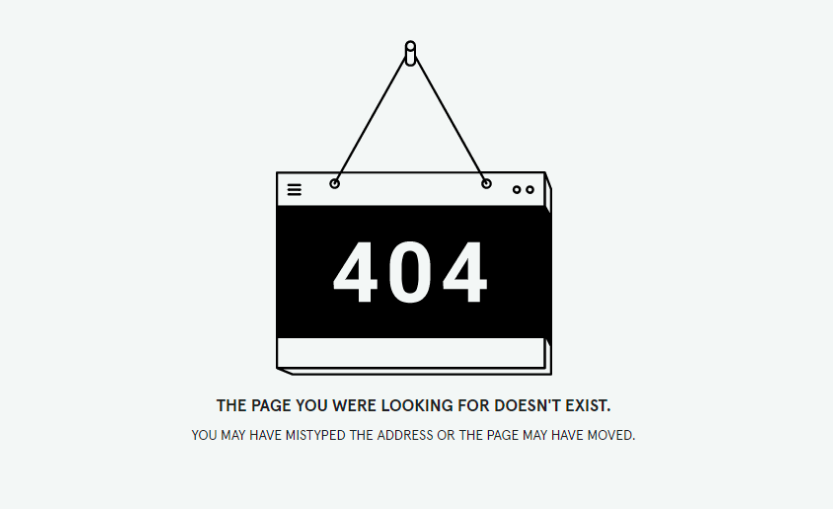 404
THE PAGE YOU WERE LOOKING FOR DOESN'T EXIST.
YOU MAY HAVE MISTYPED THE ADDRESS OR THE PAGE MAY HAVE MOVED.